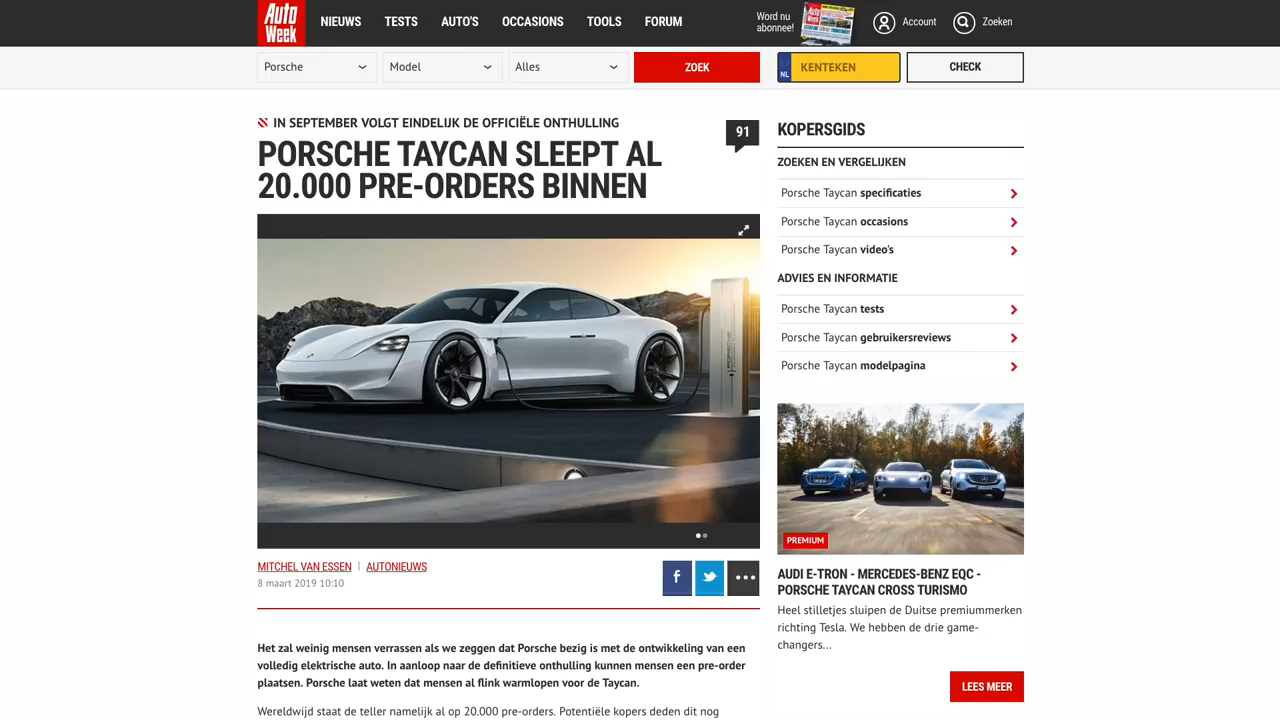 Auto
Week
NIEUWS TESTS AUTO'S OCCASIONS TOOLS FORUM
Word nu
abonnee!
Account
Zoeken
Porsche
Model
Alles
ZOEK
NL
KENTEKEN
CHECK
IN SEPTEMBER VOLGT EINDELIJK DE OFFICIËLE ONTHULLING
91
PORSCHE TAYCAN SLEEPT AL
20.000 PRE-ORDERS BINNEN
PORSCHE
MITCHEL VAN ESSEN | AUTONIEUWS
8 maart 2019 10:10
Het zal weinig mensen verrassen als we zeggen dat Porsche bezig is met de ontwikkeling van een
volledig elektrische auto. In aanloop naar de definitieve onthulling kunnen mensen een pre-order
plaatsen. Porsche laat weten dat mensen al flink warmlopen voor de Taycan.
Wereldwijd staat de teller namelijk al op 20.000 pre-orders. Potentiële kopers deden dit nog
KOPERSGIDS
ZOEKEN EN VERGELIJKEN
Porsche Taycan specificaties
Porsche Taycan occasions
Porsche Taycan video's
ADVIES EN INFORMATIE
Porsche Taycan tests
Porsche Taycan gebruikersreviews
Porsche Taycan modelpagina
PREMIUM
AUDI E-TRON - MERCEDES-BENZ EQC -
PORSCHE TAYCAN CROSS TURISMO
Heel stilletjes sluipen de Duitse premiummerken
richting Tesla. We hebben de drie game-
changers...
LEES MEER